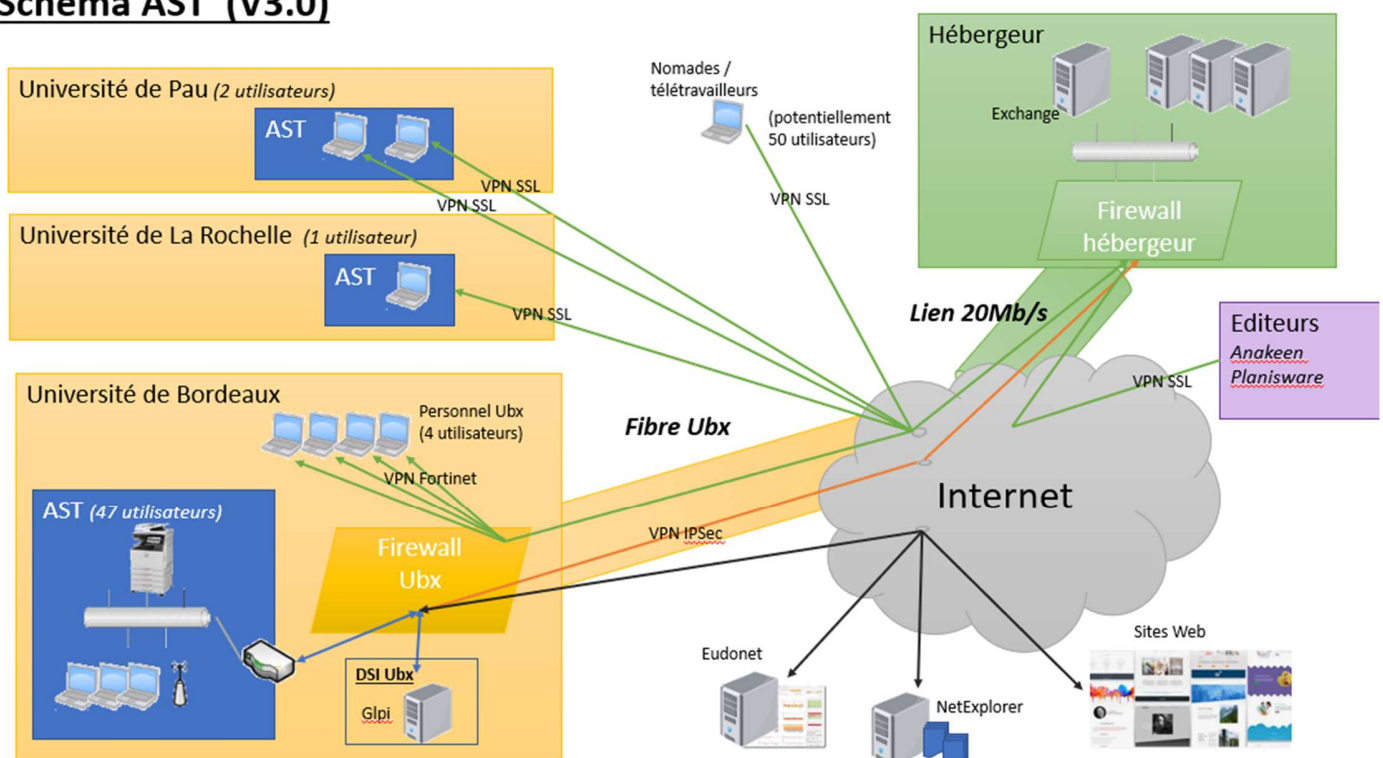 Schéma AST (V3.0)
Université de Pau (2 utilisateurs)
AST
VPN SSL
VPN SSL
Université de La Rochelle (1 utilisateur)
AST
VPN SSL
Nomades /
télétravailleurs
(potentiellement
50 utilisateurs)
VPN SSL
Hébergeur
Exchange
Firewall
hébergeur
Lien 20Mb/s
Editeurs
Anakeen
Planisware
VPN SSL
Université de Bordeaux
Personnel Ubx
(4 utilisateurs)
VPN Fortinet
Fibre Ubx
AST (47 utilisateurs)
Firewall
Ubx
VPN IPSec
Internet
DSI Ubx
Glpi
Eudonet
NetExplorer
Sites Web